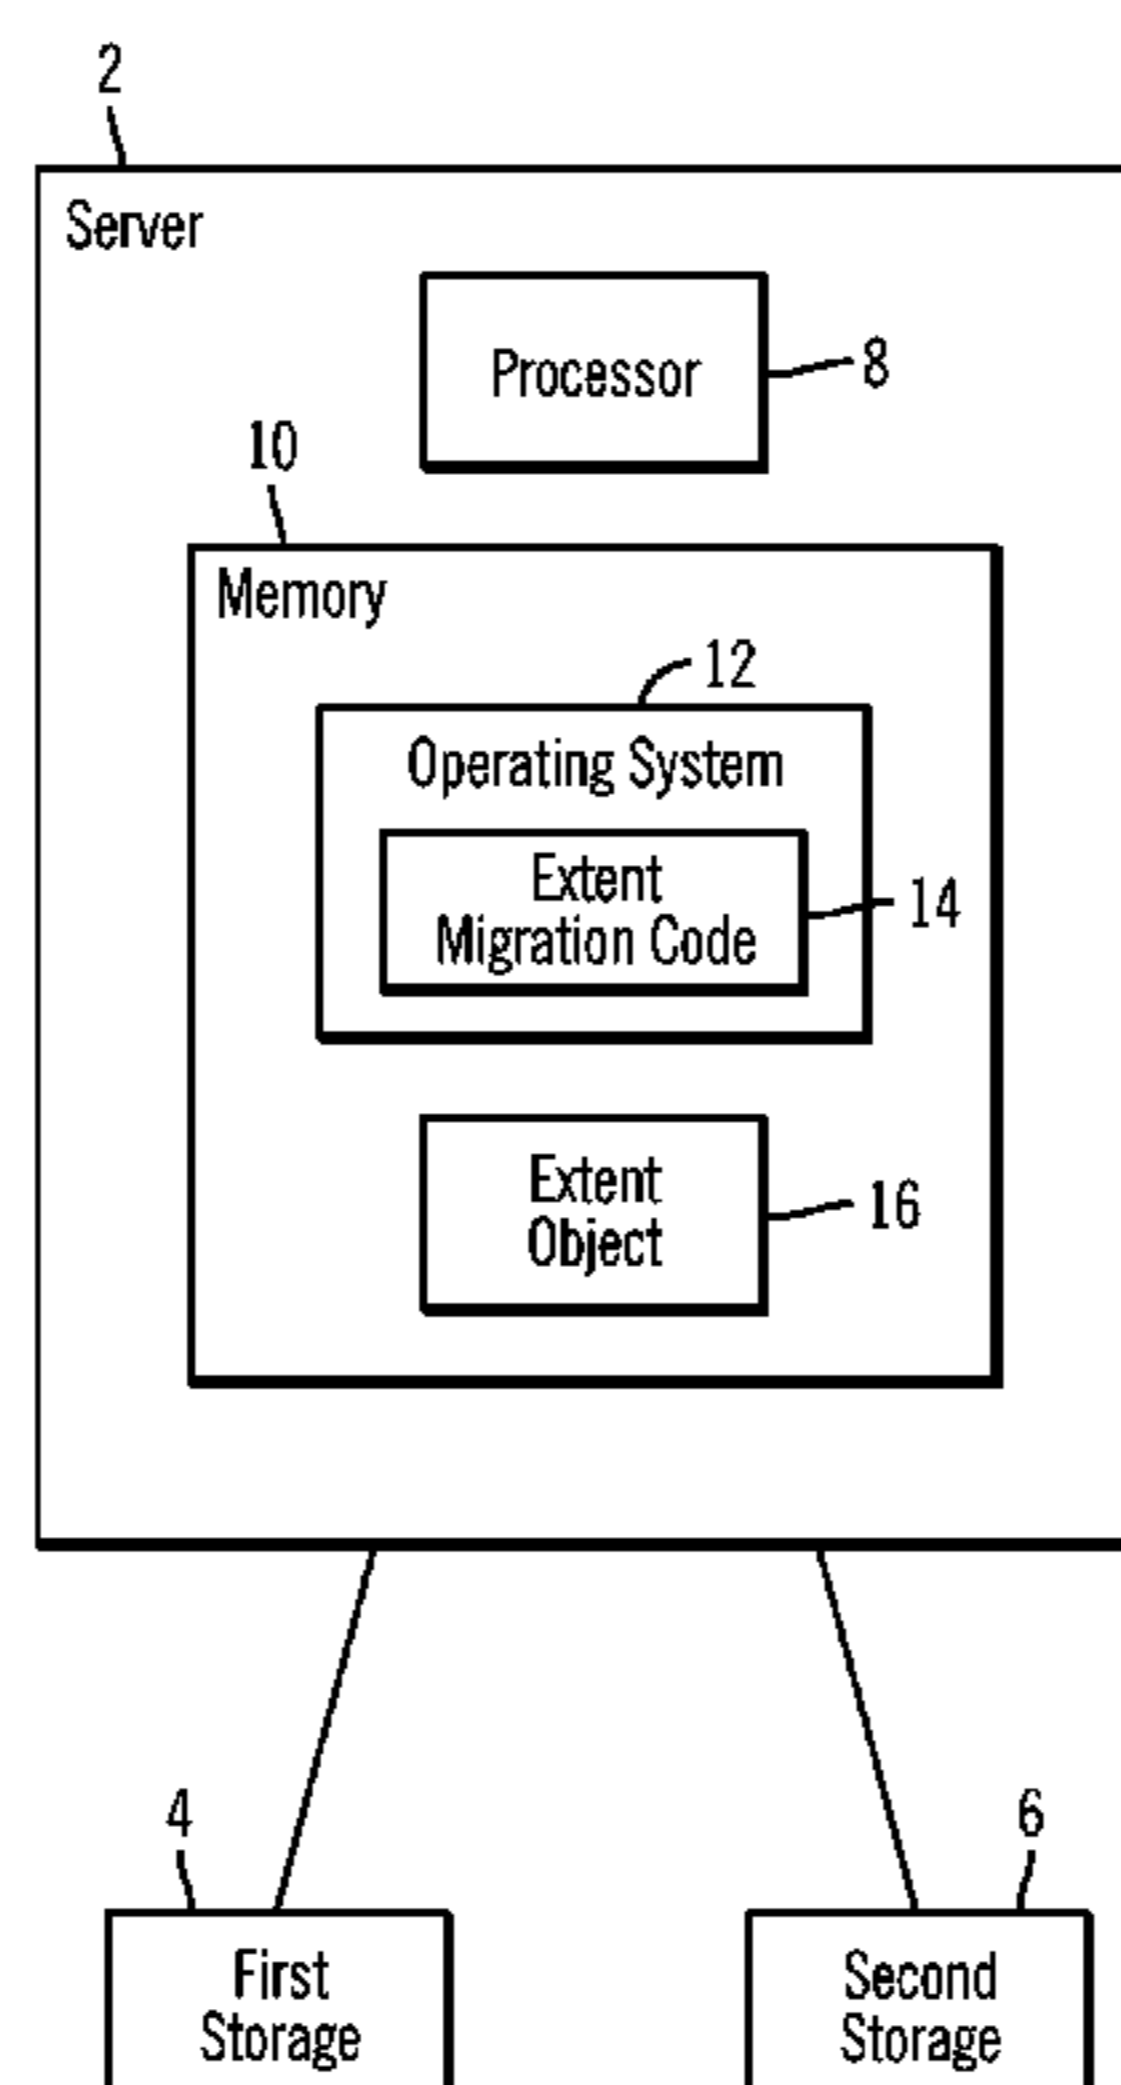 2
Server
Processor
8
10
Memory
12
Operating System
Extent
Migration Code
14
Extent
Object
16
4
6
First
Storage
Second
Storage